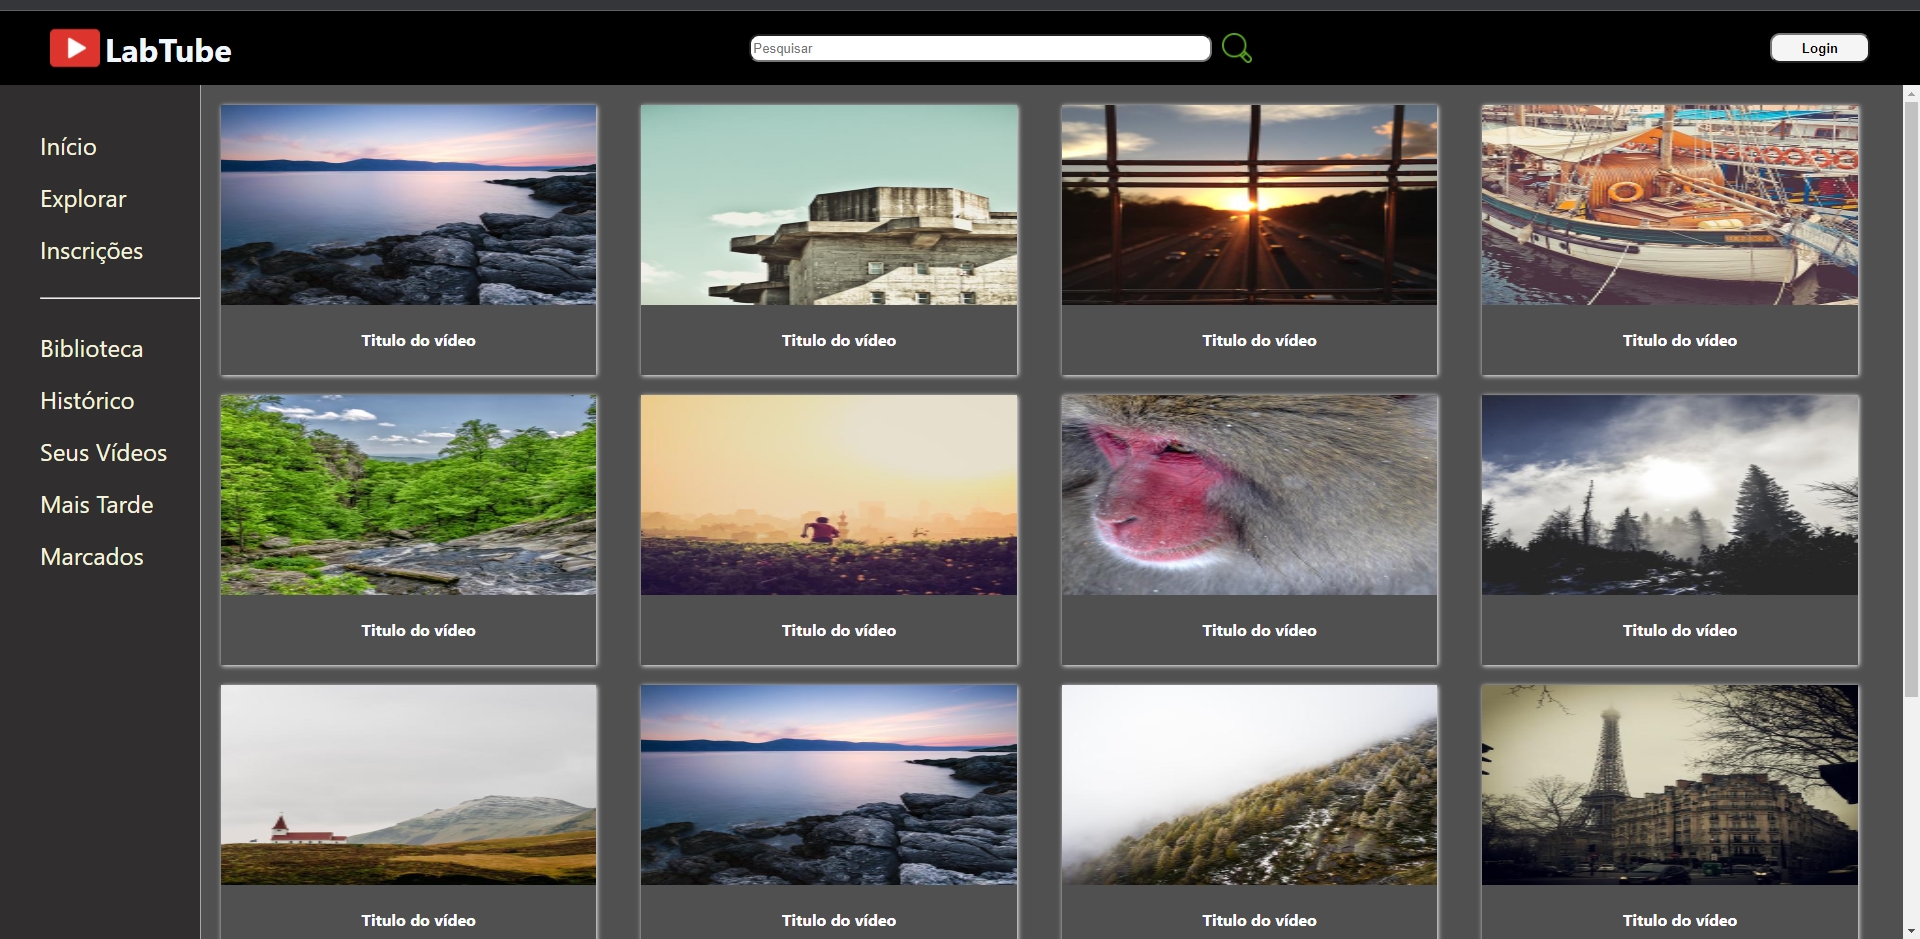 LabTube
Pesquisar
Login
Início
Explorar
Inscrições
Biblioteca
Histórico
Seus Vídeos
Mais Tarde
Marcados
Titulo do vídeo
Titulo do vídeo
Titulo do vídeo
Titulo do vídeo
Titulo do vídeo
Titulo do vídeo
Titulo do vídeo
Titulo do vídeo
Titulo do vídeo
Titulo do vídeo
Titulo do vídeo
Titulo do vídeo